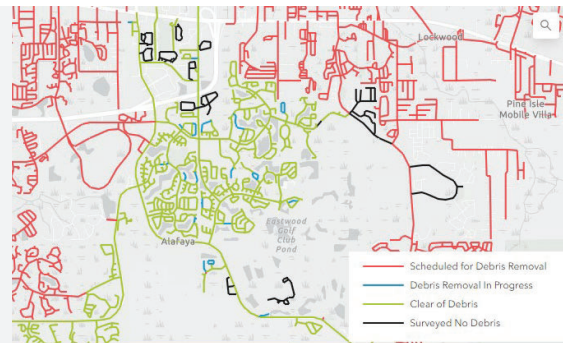 Lockwood
Pine Isle
Mobile Villa
Eastwood
Golf
Club
Pond
Alafaya
Scheduled for Debris Removal
Debris Removal In Progress
Clear of Debris
Surveyed No Debris